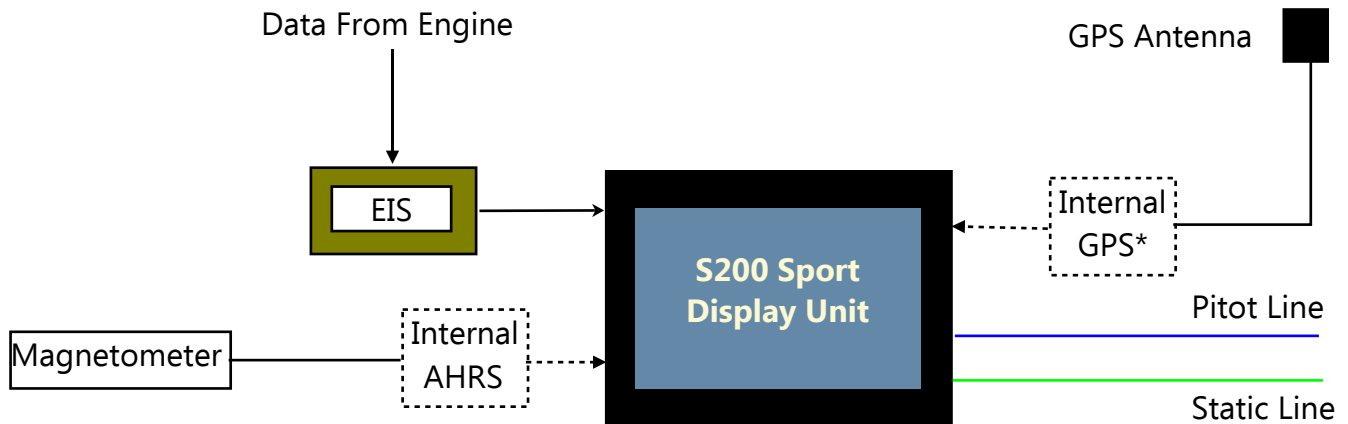 Data From Engine
GPS Antenna
EIS
Internal
GPS*
S200 Sport
Display Unit
Pitot Line
Magnetometer
Internal
AHRS
Static Line